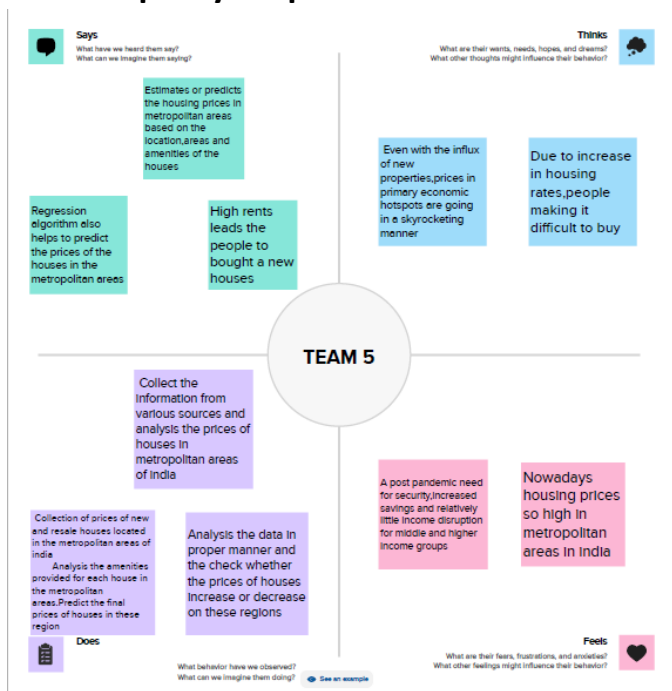 Says
What have we heard them say?
What can we imagine them saying?
Thinks
What are their wants, needs, hopes, and dreams?
What other thoughts might influence their behavior?
Estimates or predicts
the housing prices in
metropolitan areas
based on the
location,areas and
amenities of the
houses
Regression
algorithm also
helps to predict
the prices of the
houses in the
metropolitan areas
High rents
leads the
people to
bought a new
houses
Even with the influx
of new
properties,prices in
primary economic
hotspots are going
in a skyrocketing
manner
Due to increase
in housing
rates,people
making it
difficult to buy
TEAM 5
Collect the
information from
various sources and
analysis the prices of
houses in
metropolitan areas
of india
Collection of prices of new
and resale houses located
in the metropolitan areas of
india
Analysis the amenities
provided for each house in
the metropolitan
areas.Predict the final
prices of houses in these
region
Analysis the data in
proper manner and
the check whether
the prices of houses
increase or decrease
on these regions
A post pandemic need
for security,increased
savings and relatively
little income disruption
for middle and higher
income groups
Nowadays
housing prices
so high in
metropolitan
areas in india
Does
What behavior have we observed?
What can we imagine them doing?
See an example
Feels
What are their fears, frustrations, and anxieties?
What other feelings might influence their behavior?